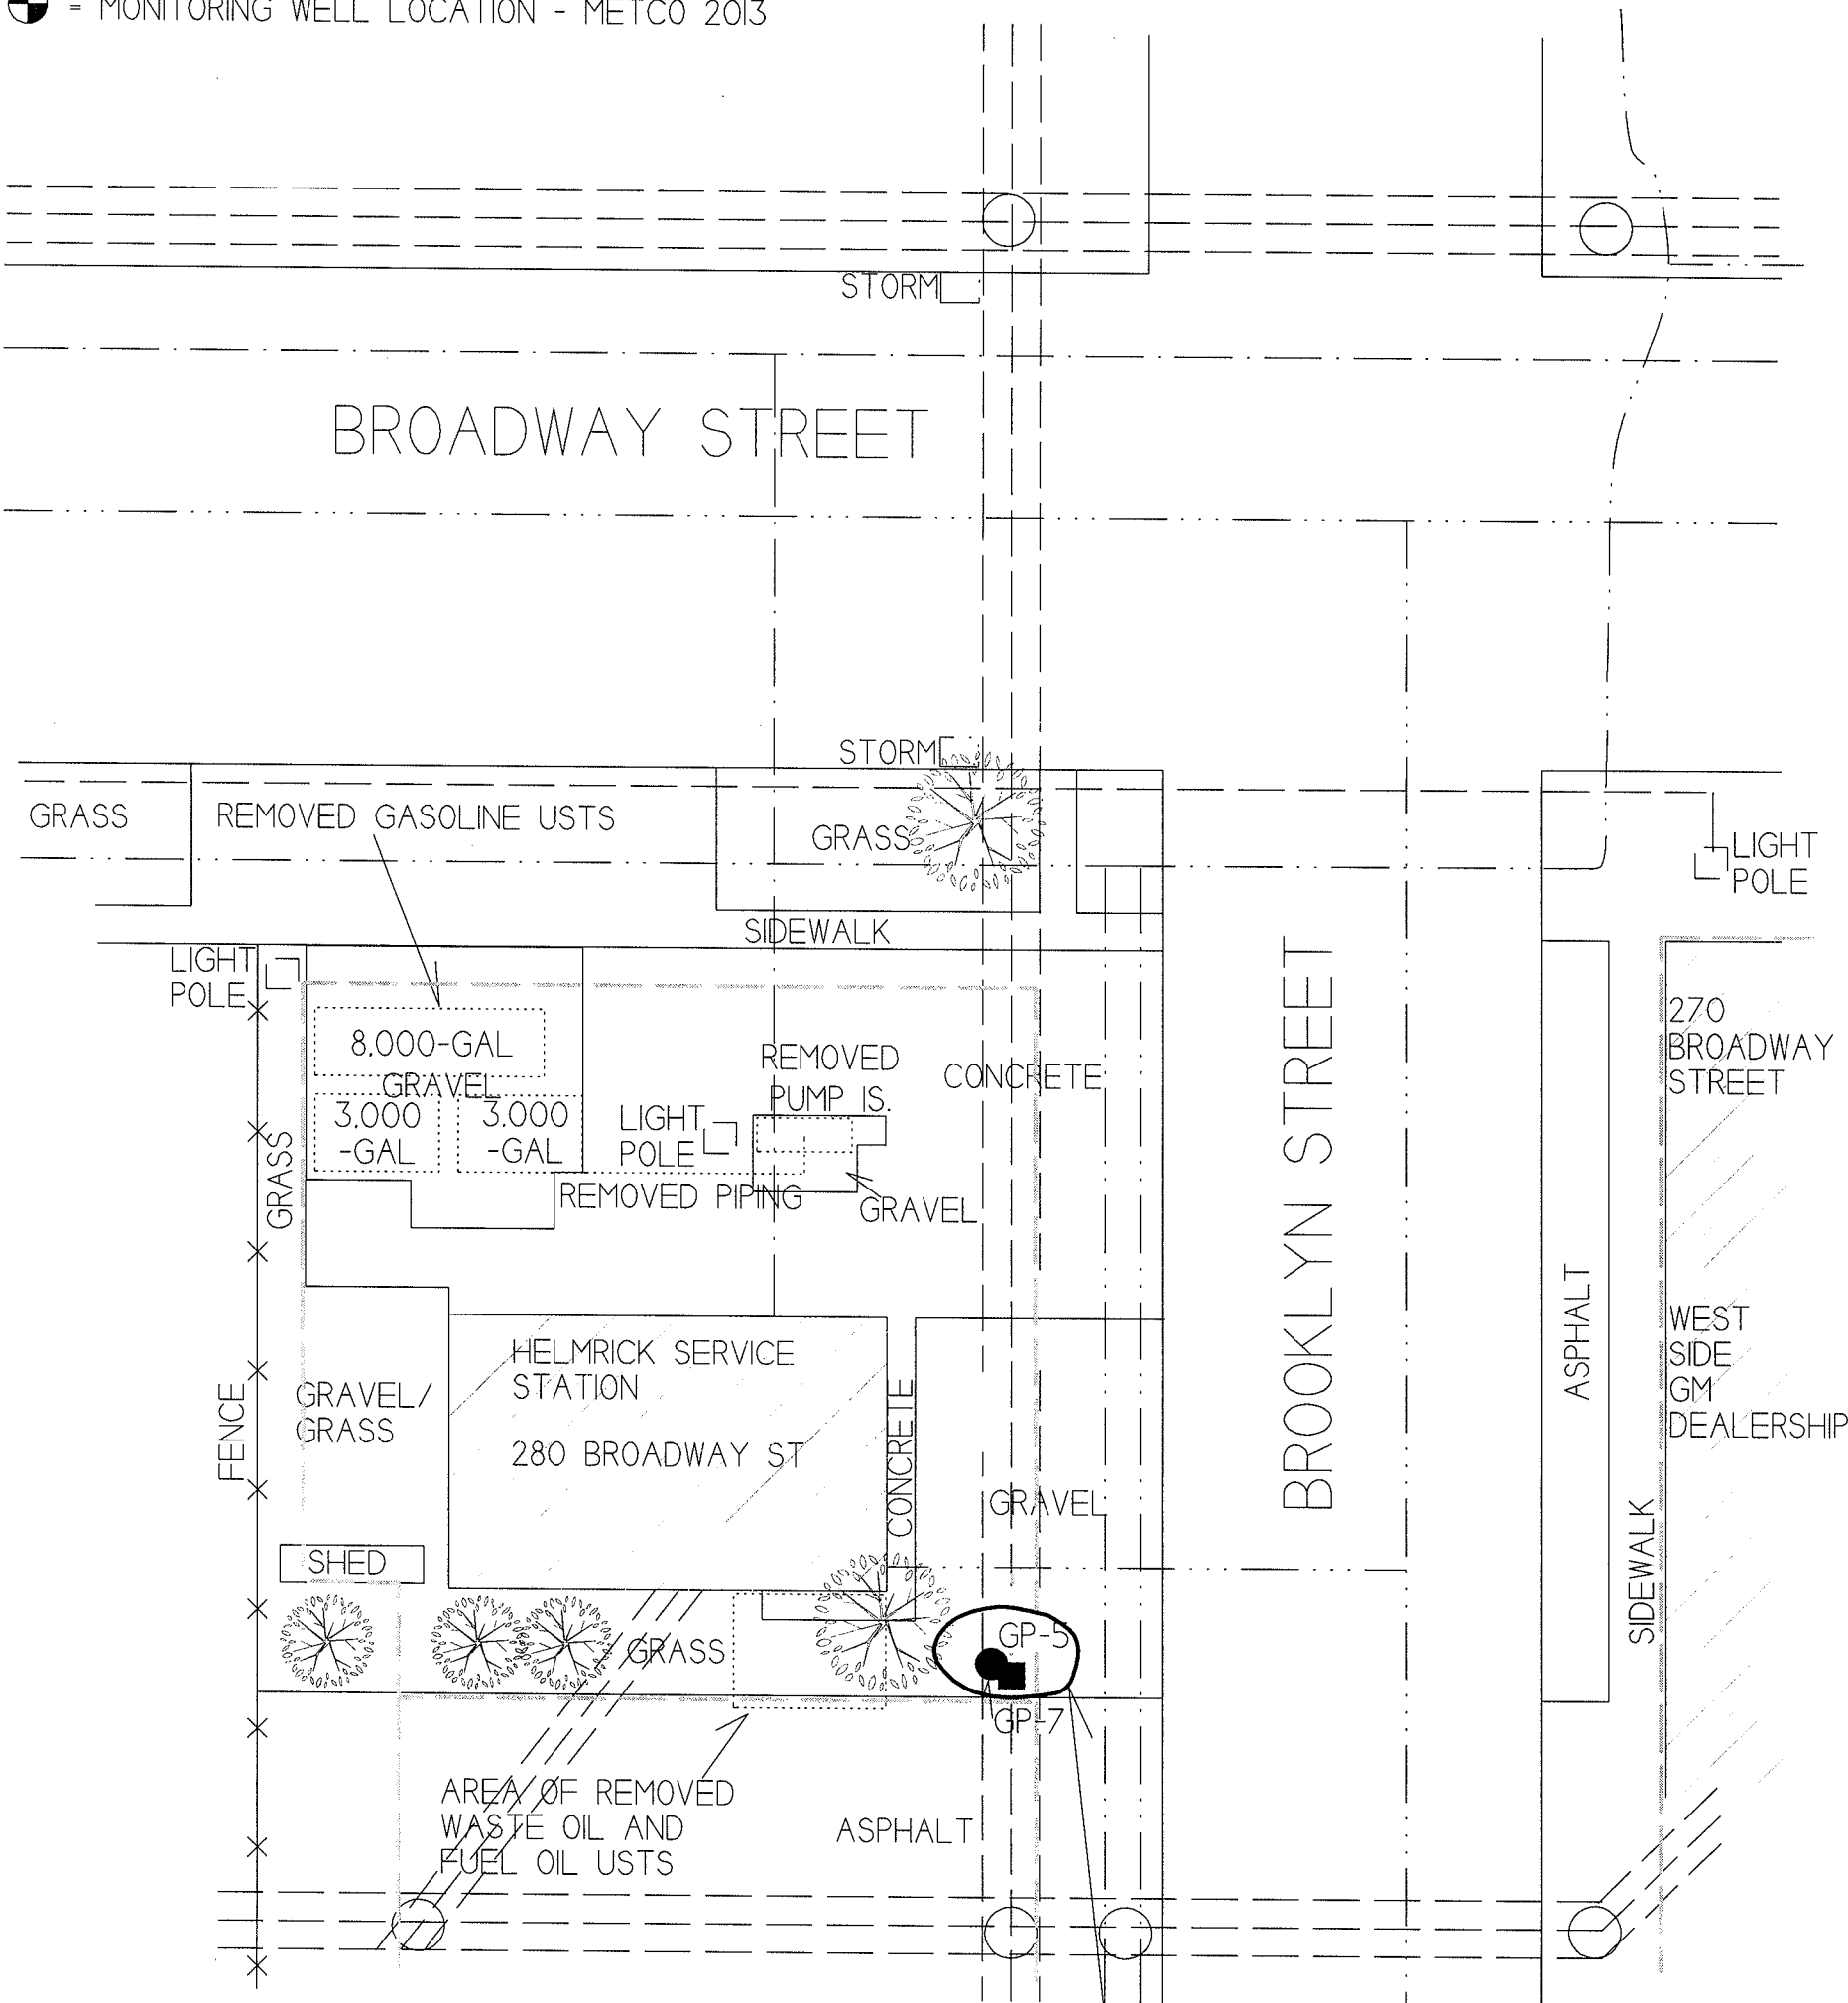 = MONITORING WELL LOCATION - METCO 2013
STORM
BROADWAY STREET
STORM
GRASS
REMOVED GASOLINE USTS
GRASS
LIGHT
POLE
SIDEWALK
LIGHT
POLE
8,000-GAL
GRAVEL
3,000
-GAL
3,000
-GAL
GRASS
LIGHT
POLE
REMOVED
PUMP IS.
CONCRETE
REMOVED PIPING
GRAVEL
BROOKLYN STREET
270
BROADWAY
STREET
ASPHALT
WEST
SIDE
GM
DEALERSHIP
SIDEWALK
HELMRICK SERVICE
STATION
280 BROADWAY ST
CONCRETE
GRAVEL/
GRASS
FENCE
GRAVEL
SHED
GRASS
GP-5
GP-7
AREA OF REMOVED
WASTE OIL AND
FUEL OIL USTS
ASPHALT